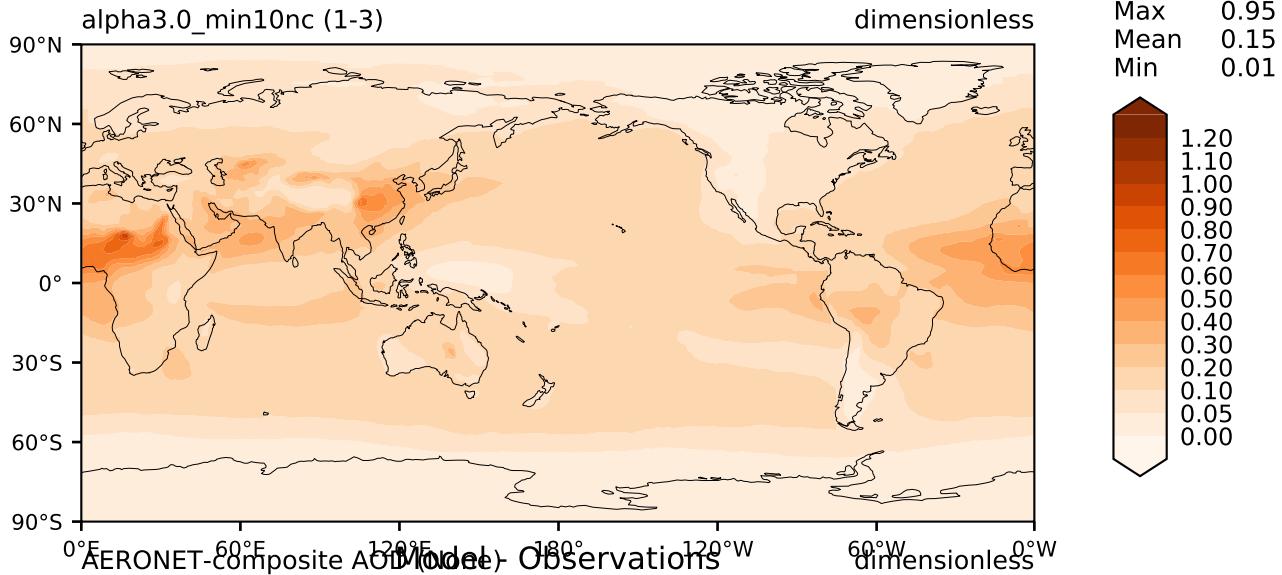 alpha3.0_min10nc (1-3) dimensionless
Max 0.95
Mean 0.15
Min 0.01
90°N
60°N
30°N
0°
30°S
60°S
90°S
0°E 60°E 120°E 180° 120°W 60°W 0°W
1.20
1.10
1.00
0.90
0.80
0.70
0.60
0.50
0.40
0.30
0.20
0.10
0.05
0.00
AERONET-composite AOD (None) dimensionless
Model - Observations